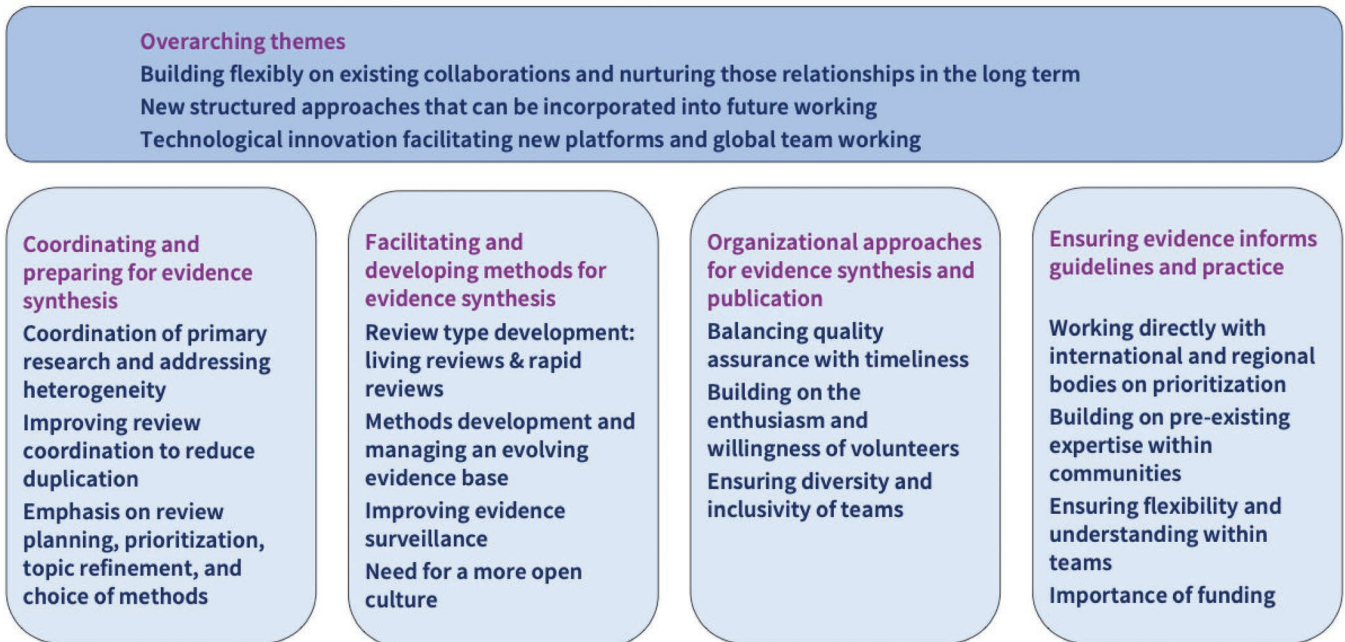 Overarching themes
Building flexibly on existing collaborations and nurturing those relationships in the long term
New structured approaches that can be incorporated into future working
Technological innovation facilitating new platforms and global team working
Coordinating and
preparing for evidence
synthesis
Coordination of primary
research and addressing
heterogeneity
Improving review
coordination to reduce
duplication
Emphasis on review
planning, prioritization,
topic refinement, and
choice of methods
Facilitating and
developing methods for
evidence synthesis
Review type development:
living reviews & rapid
reviews
Methods development and
managing an evolving
evidence base
Improving evidence
surveillance
Need for a more open
culture
Organizational approaches
for evidence synthesis and
publication
Balancing quality
assurance with timeliness
Building on the
enthusiasm and
willingness of volunteers
Ensuring diversity and
inclusivity of teams
Ensuring evidence informs
guidelines and practice
Working directly with
international and regional
bodies on prioritization
Building on pre-existing
expertise within
communities
Ensuring flexibility and
understanding within
teams
Importance of funding